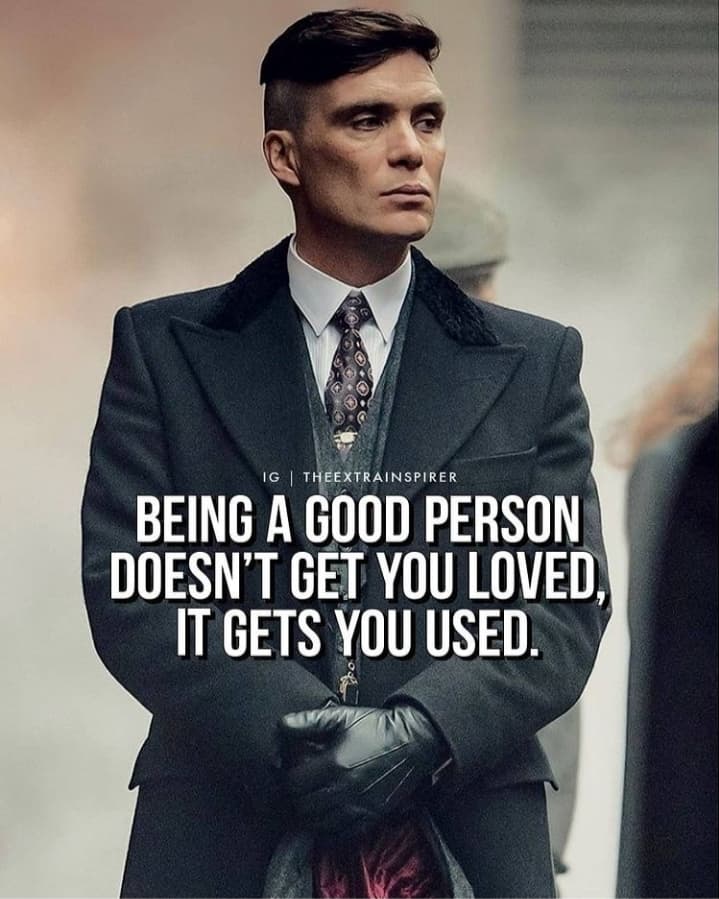 IG | THEEXTRAINSPIRER
BEING A GOOD PERSON
DOESN'T GET YOU LOVED,
IT GETS YOU USED.